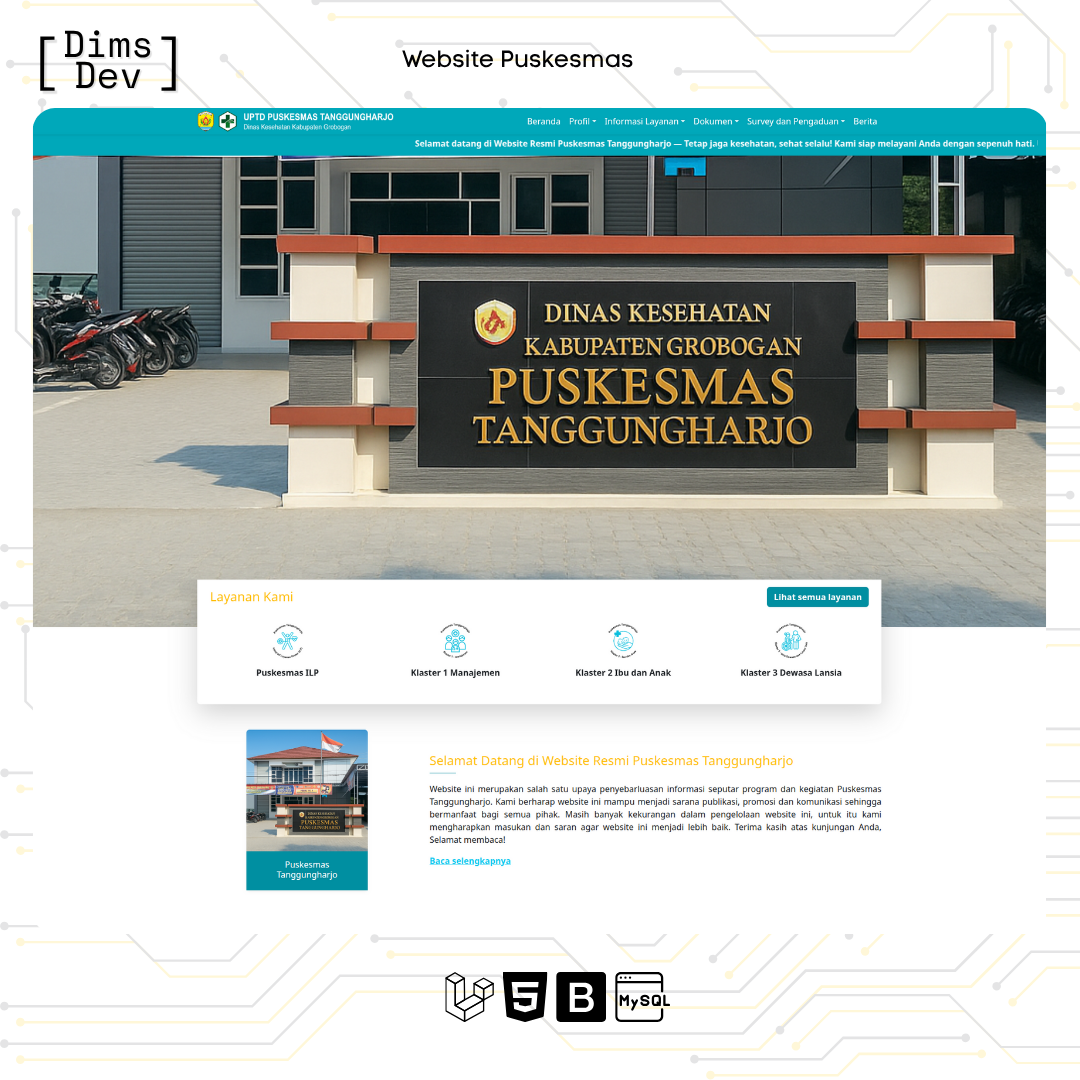 [Dims
Dev]
Website Puskesmas
UPTD PUSKESMAS TANGGUNGHARJO
Dinas Kesehatan Kabupaten Grobogan
Beranda Profil Informasi Layanan Dokumen Survey dan Pengaduan Berita
Selamat datang di Website Resmi Puskesmas Tanggungharjo — Tetap jaga kesehatan, sehat selalu! Kami siap melayani Anda dengan sepenuh hati.
DINAS KESEHATAN
KABUPATEN GROBOGAN
PUSKESMAS
TANGGUNGHARJO
Layanan Kami
Lihat semua layanan
Puskesmas ILP
Klaster 1 Manajemen
Klaster 2 Ibu dan Anak
Klaster 3 Dewasa Lansia
PUSKESMAS
TANGGUNGHARJO
Puskesmas
Tanggungharjo
Selamat Datang di Website Resmi Puskesmas Tanggungharjo
Website ini merupakan salah satu upaya penyebarluasan informasi seputar program dan kegiatan Puskesmas
Tanggungharjo. Kami berharap website ini mampu menjadi sarana publikasi, promosi dan komunikasi sehingga
bermanfaat bagi semua pihak. Masih banyak kekurangan dalam pengelolaan website ini, untuk itu kami
mengharapkan masukan dan saran agar website ini menjadi lebih baik. Terima kasih atas kunjungan Anda,
Selamat membaca!
Baca selengkapnya
5
B
MySQL